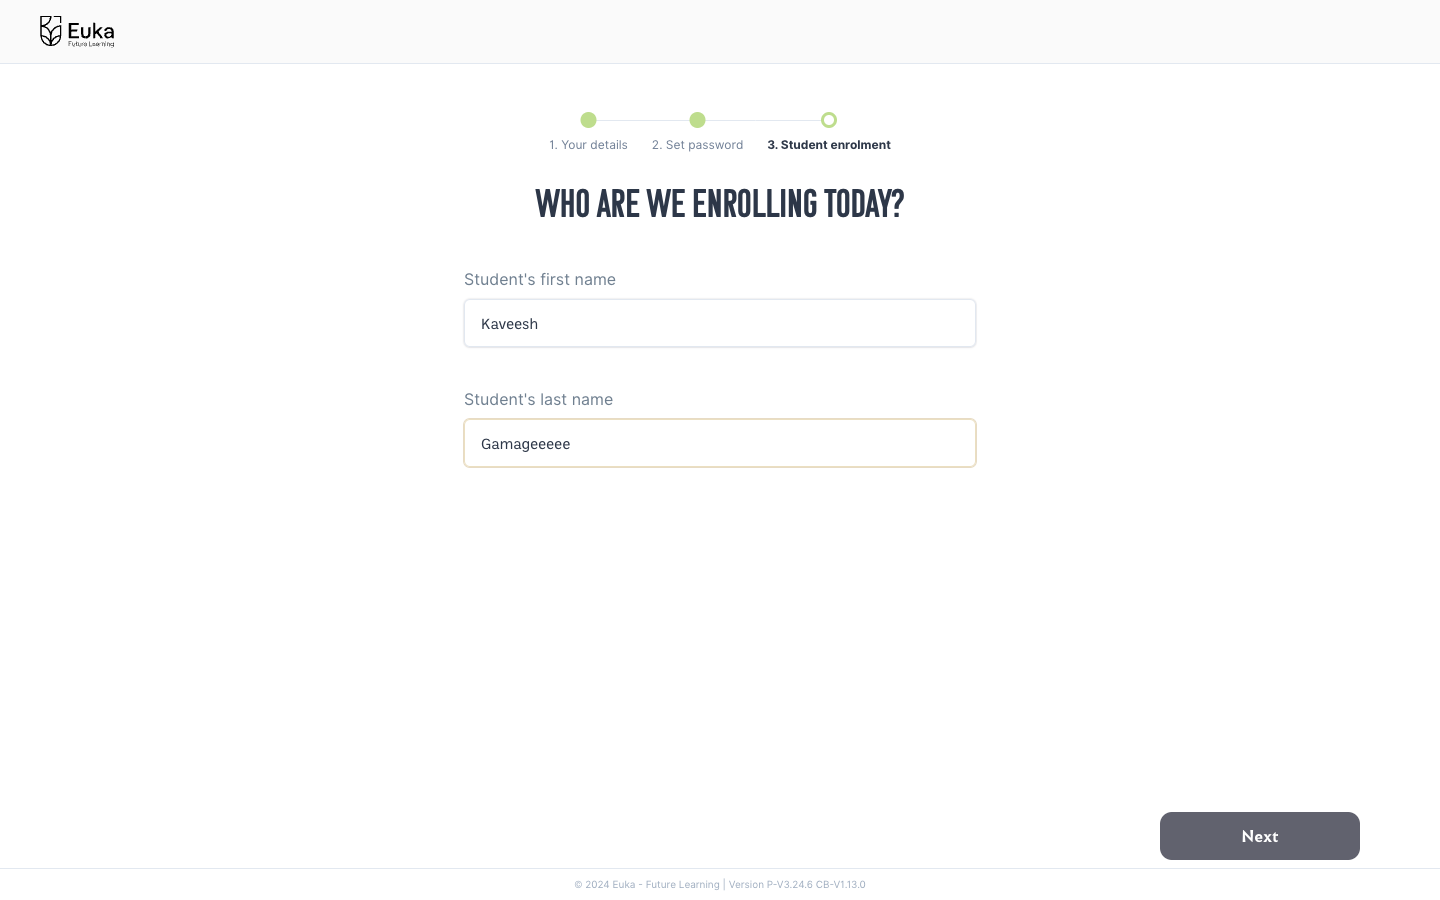 Euka
Future Learning
1. Your details
2. Set password
3. Student enrolment
WHO ARE WE ENROLLING TODAY?
Student's first name
Kaveesh
Student's last name
Gamageeeee
Next
© 2024 Euka - Future Learning | Version P-V3.24.6 CB-V1.13.0